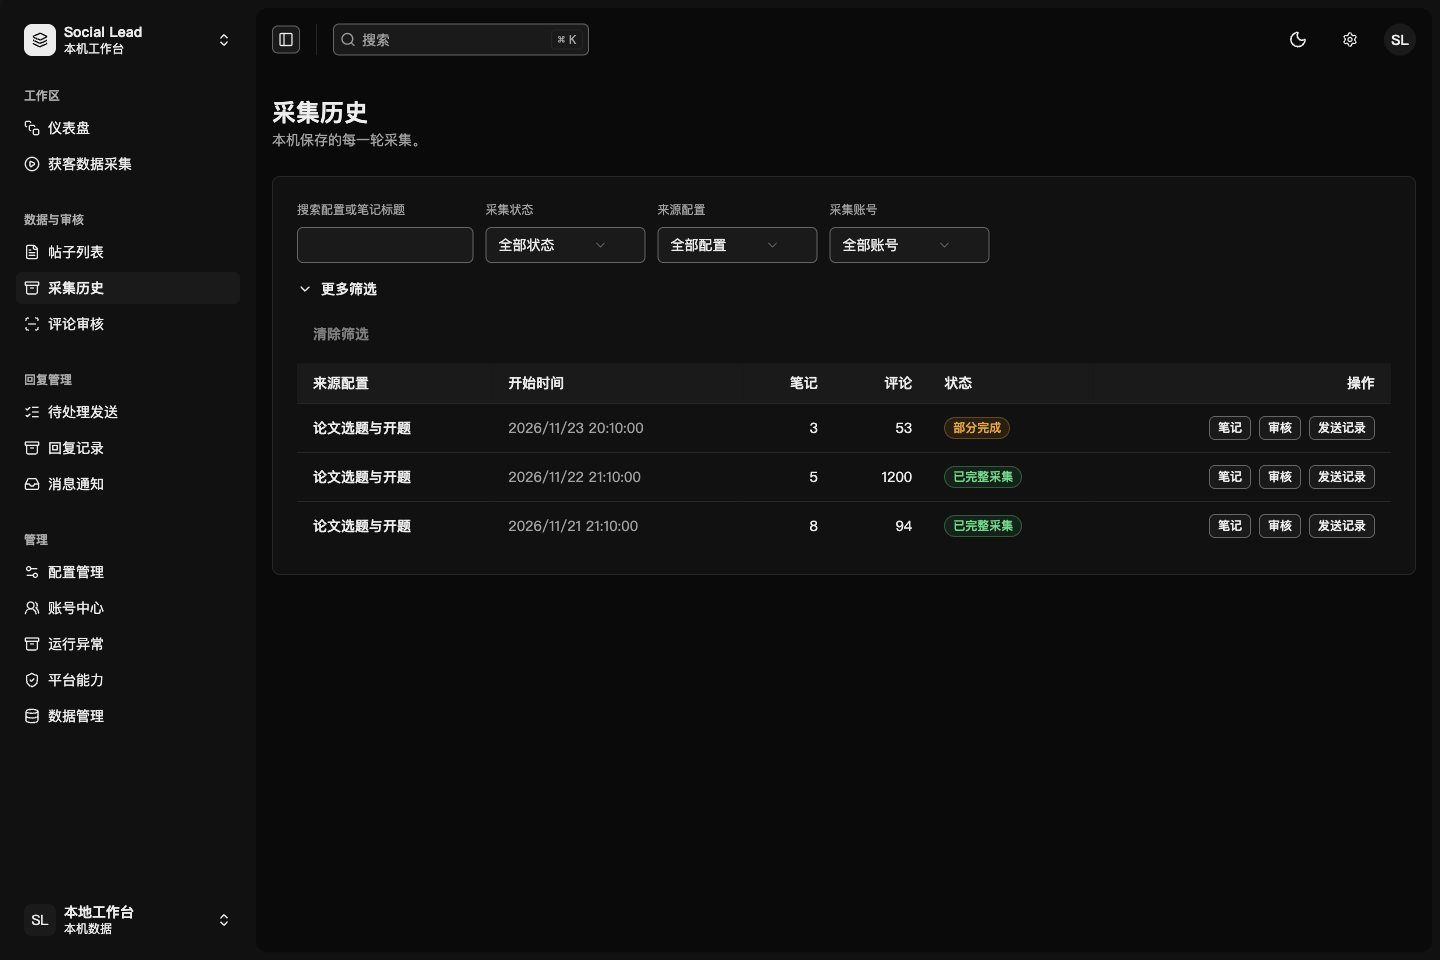 Social Lead
本机工作台
工作区
仪表盘
获客数据采集
数据与审核
帖子列表
采集历史
评论审核
回复管理
待处理发送
回复记录
消息通知
管理
配置管理
账号中心
运行异常
平台能力
数据管理
SL 本地工作台
本机数据
搜索 ⌘ K
SL
采集历史
本机保存的每一轮采集。
搜索配置或笔记标题 采集状态 来源配置 采集账号
全部状态 全部配置 全部账号
更多筛选
清除筛选
来源配置 开始时间 笔记 评论 状态 操作
论文选题与开题 2026/11/23 20:10:00 3 53 部分完成 笔记 审核 发送记录
论文选题与开题 2026/11/22 21:10:00 5 1200 已完整采集 笔记 审核 发送记录
论文选题与开题 2026/11/21 21:10:00 8 94 已完整采集 笔记 审核 发送记录